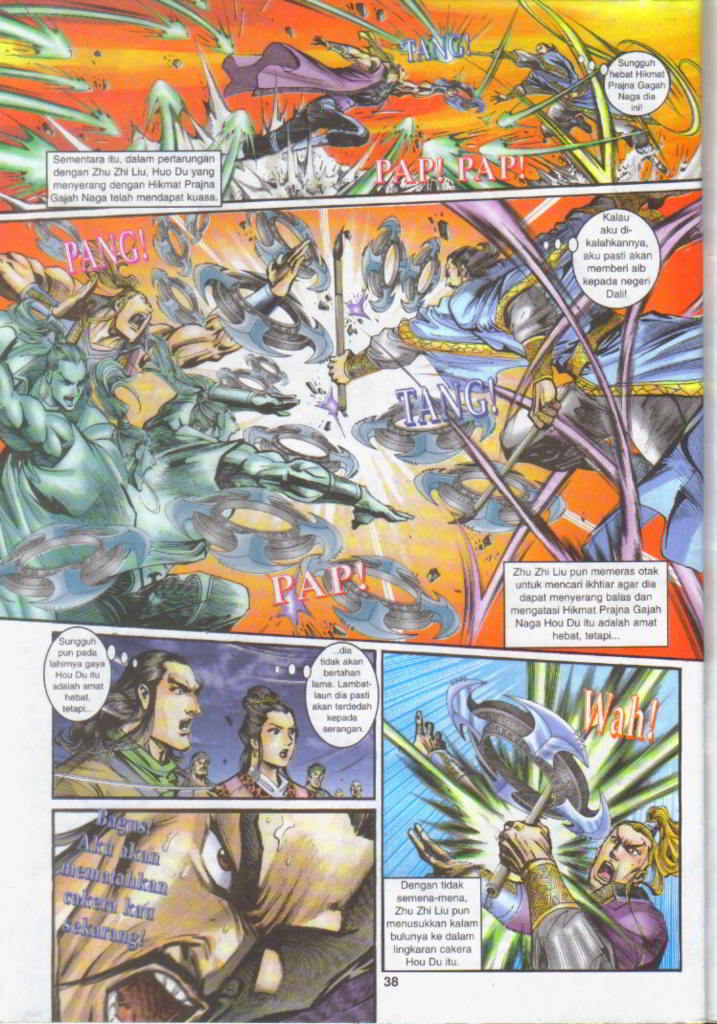 TANG!
Sungguh
hebat Hikmat
Prajna Gagah
Naga dia
ini!
Sementara itu, dalam pertarungan
dengan Zhu Zhi Liu, Huo Du yang
menyerang dengan Hikmat Prajna
Gajah Naga telah mendapat kuasa.
PAP! PAP!
PANG!
Kalau
aku di-
kalahkannya,
aku pasti akan
memberi aib
kepada negeri
Dali!
TANG!
PAP!
Zhu Zhi Liu pun memeras otak
untuk mencari ikhtiar agar dia
dapat menyerang balas dan
mengatasi Hikmat Prajna Gajah
Naga Hou Du itu adalah amat
hebat, tetapi...
Sungguh
pun pada
lahirnya gaya
Hou Du itu
adalah amat
hebat,
tetapi...
...dia
tidak akan
bertahan
lama. Lambat-
laun dia pasti
akan terdedah
kepada
serangan.
Bagus!
Aku akan
mematahkan
cakera kau
sekarang!
Wah!
Dengan tidak
semena-mena,
Zhu Zhi Liu pun
menusukkan kalam
bulunya ke dalam
lingkaran cakera
Hou Du itu.
38